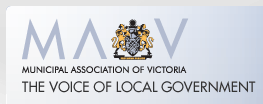 MAV
MUNICIPAL ASSOCIATION OF VICTORIA
THE VOICE OF LOCAL GOVERNMENT